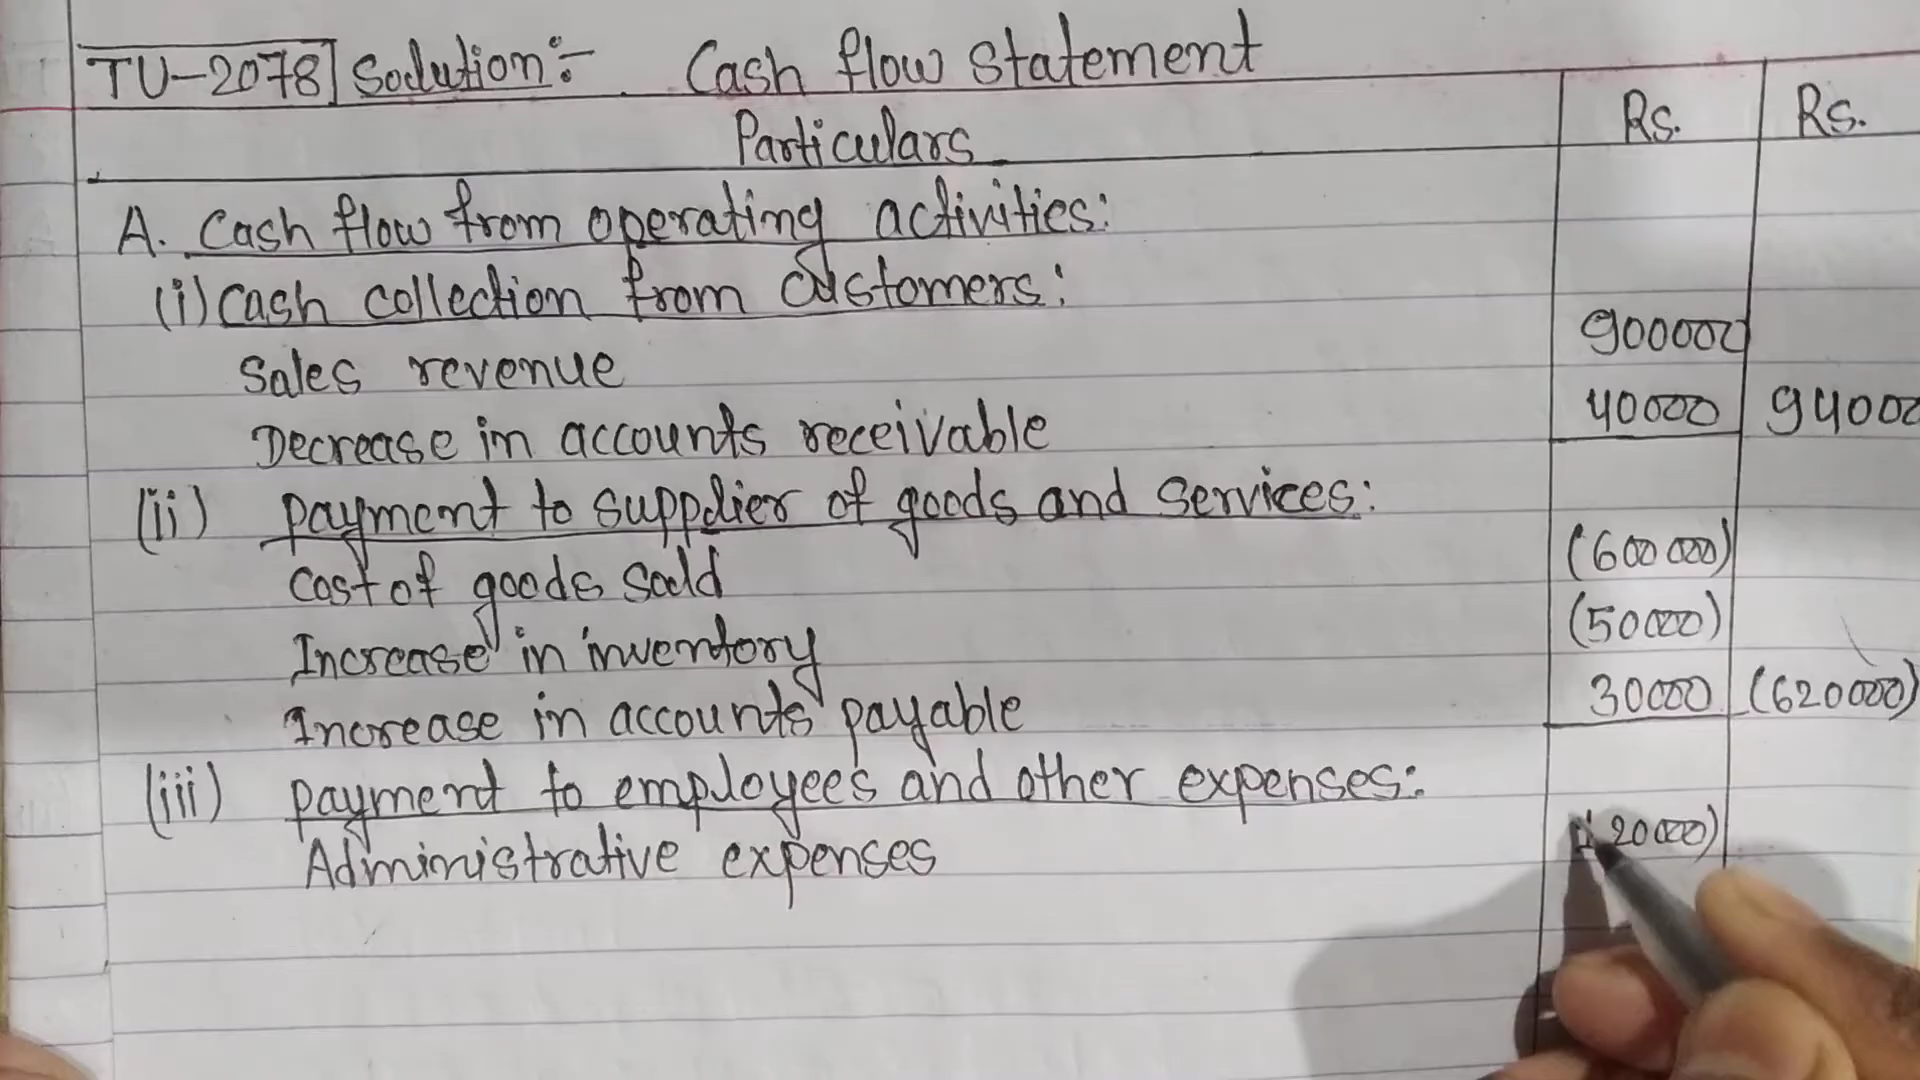 TU-2078 Solution:- Cash flow statement
Particulars Rs. Rs.
A. Cash flow from operating activities:
(i) Cash collection from customers:
Sales revenue 900000
Decrease in accounts receivable 40000 94000
(ii) payment to supplier of goods and services:
Cost of goods sold (600000)
Increase in inventory (50000)
Increase in accounts payable 30000 (620000)
(iii) payment to employees and other expenses:
Administrative expenses 20000)